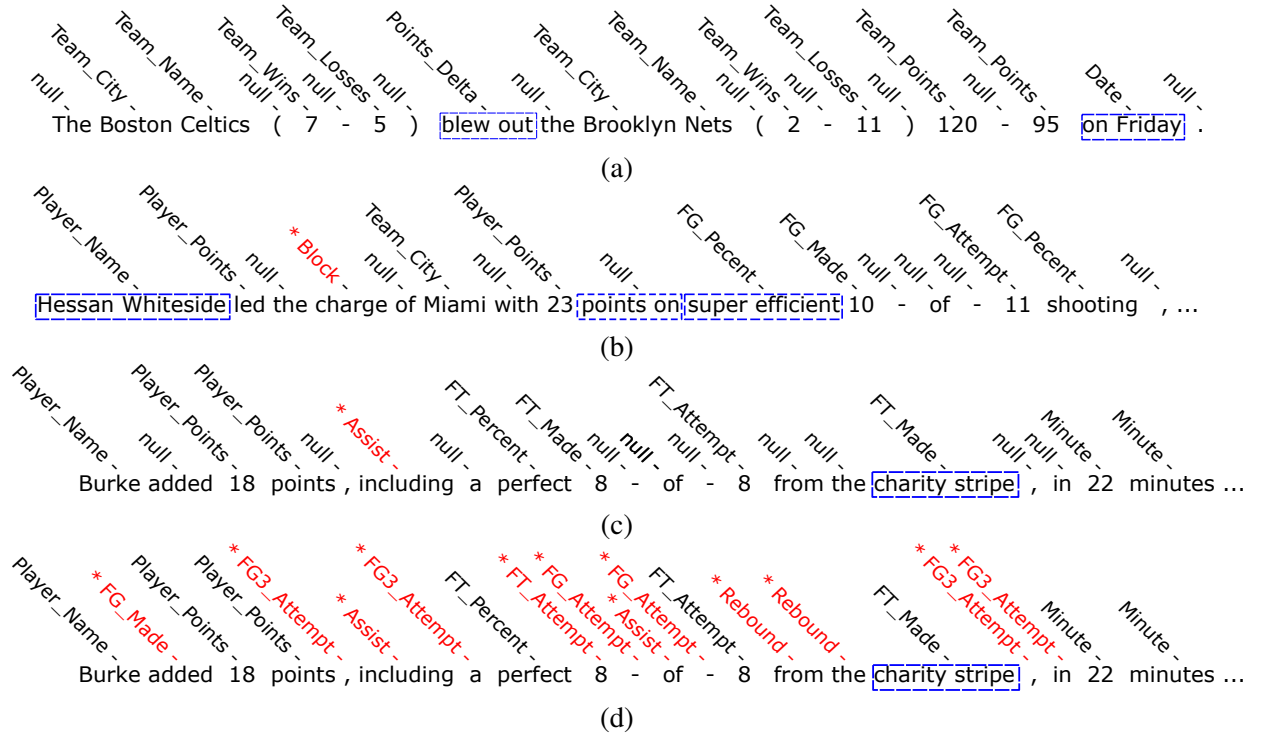 null
Team_City
Team_Name
null
Team_Wins
null
Team_Losses
null
Points_Delta
null
Team_City
Team_Name
null
Team_Wins
null
Team_Losses
null
Team_Points
null
Team_Points
Date
null
The Boston Celtics ( 7 - 5 ) blew out the Brooklyn Nets ( 2 - 11 ) 120 - 95 on Friday .
(a)
Player_Name
Player_Points
null
* Block
null
Team_City
null
Player_Points
null
FG_Pecent
FG_Made
null
null
null
FG_Attempt
FG_Pecent
null
Hessan Whiteside led the charge of Miami with 23 points on super efficient 10 - of - 11 shooting , ...
(b)
Player_Name
null
Player_Points
Player_Points
null
* Assist
null
FT_Percent
FT_Made
null
null
null
FT_Attempt
null
null
FT_Made
null
null
Minute
Minute
Burke added 18 points , including a perfect 8 - of - 8 from the charity stripe , in 22 minutes ...
(c)
Player_Name
* FG_Made
Player_Points
Player_Points
* FG3_Attempt
* Assist
* FG3_Attempt
FT_Percent
* FT_Attempt
* FG_Attempt
* Assist
* FG_Attempt
FT_Attempt
* Rebound
* Rebound
FT_Made
* FG3_Attempt
* FG3_Attempt
Minute
Minute
Burke added 18 points , including a perfect 8 - of - 8 from the charity stripe , in 22 minutes ...
(d)